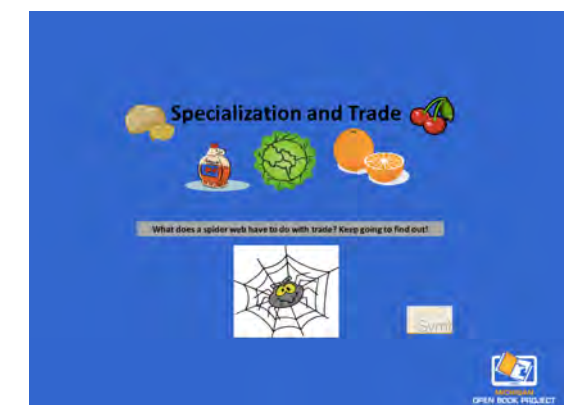 Specialization and Trade
What does a spider web have to do with trade? Keep going to find out!
MICHIGAN
OPEN BOOK PROJECT